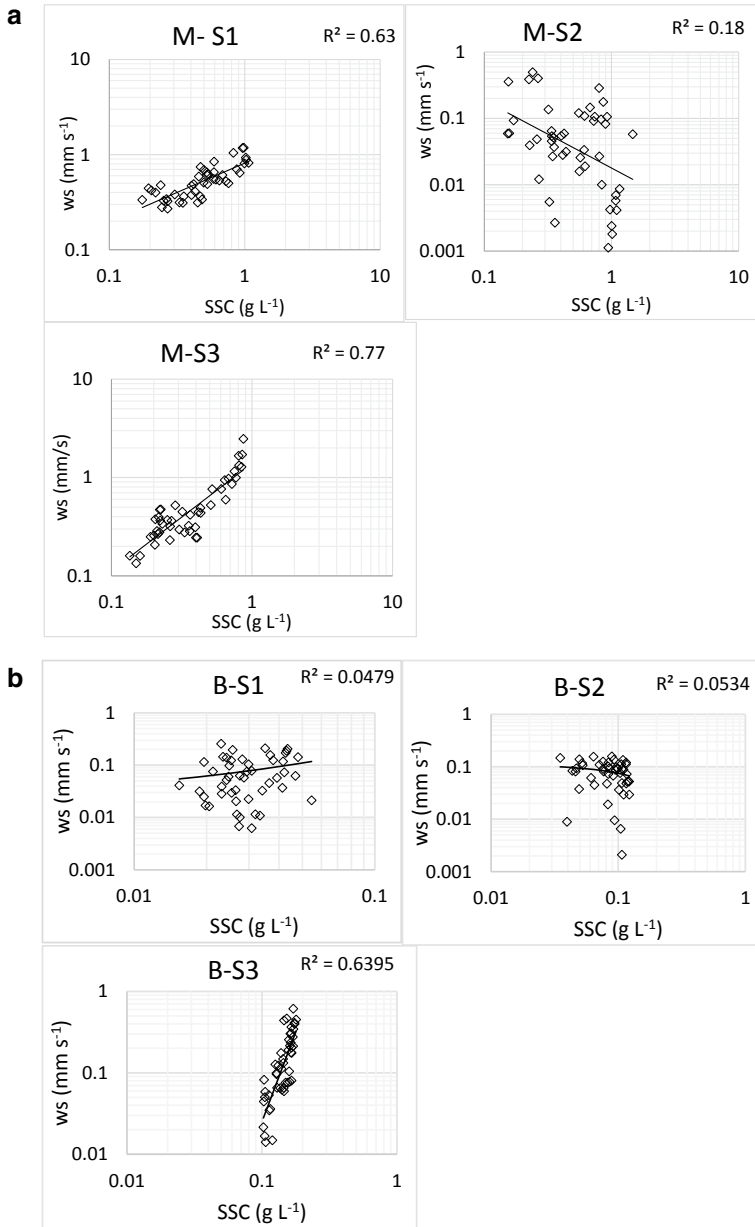 a
M- S1
R² = 0.63
10
1
0.1
ws (mm s⁻¹)
0.1
1
10
SSC (g L⁻¹)
M-S2
R² = 0.18
1
0.1
0.01
0.001
ws (mm s⁻¹)
0.1
1
10
SSC (g L⁻¹)
M-S3
R² = 0.77
10
1
0.1
ws (mm/s)
0.1
1
10
SSC (g L⁻¹)
b
B-S1
R² = 0.0479
1
0.1
0.01
0.001
ws (mm s⁻¹)
0.01
0.1
SSC (g L⁻¹)
B-S2
R² = 0.0534
1
0.1
0.01
0.001
ws (mm s⁻¹)
0.01
0.1
1
SSC (g L⁻¹)
B-S3
R² = 0.6395
1
0.1
0.01
ws (mm s⁻¹)
0.01
0.1
1
SSC (g L⁻¹)